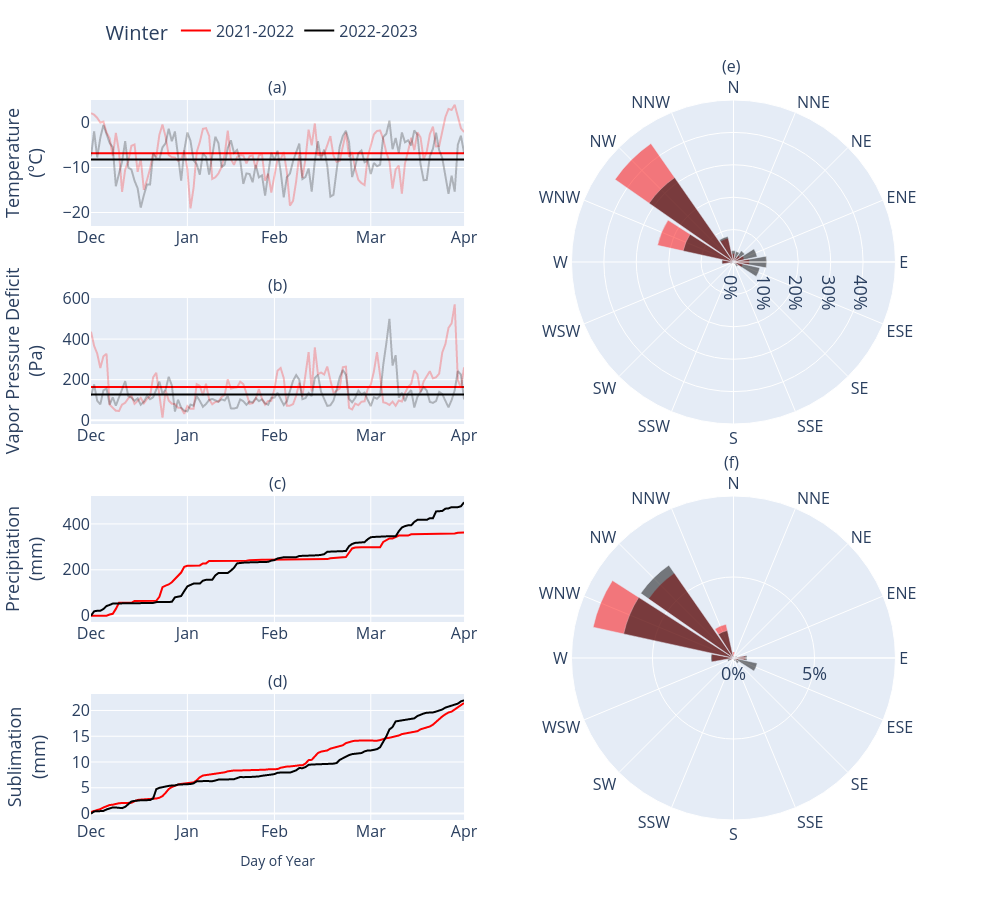 Winter 2021-2022 2022-2023
(a)
Temperature
(°C)
0
−10
−20
Dec Jan Feb Mar Apr
(b)
Vapor Pressure Deficit
(Pa)
600
400
200
0
Dec Jan Feb Mar Apr
(c)
Precipitation
(mm)
400
200
0
Dec Jan Feb Mar Apr
(d)
Sublimation
(mm)
20
15
10
5
0
Dec Jan Feb Mar Apr
Day of Year
(e)
N
NNW NNE
NW NE
WNW ENE
W E
0% 10% 20% 30% 40%
WSW ESE
SW SE
SSW SSE
S
(f)
N
NNW NNE
NW NE
WNW ENE
W E
0% 5%
WSW ESE
SW SE
SSW SSE
S